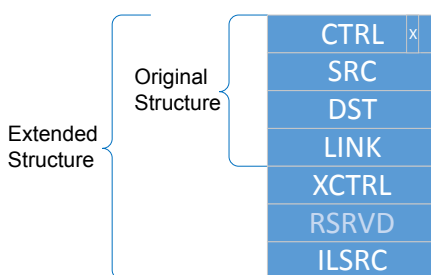 CTRL x
Original
Structure
SRC
DST
Extended
Structure
LINK
XCTRL
RSRVD
ILSRC